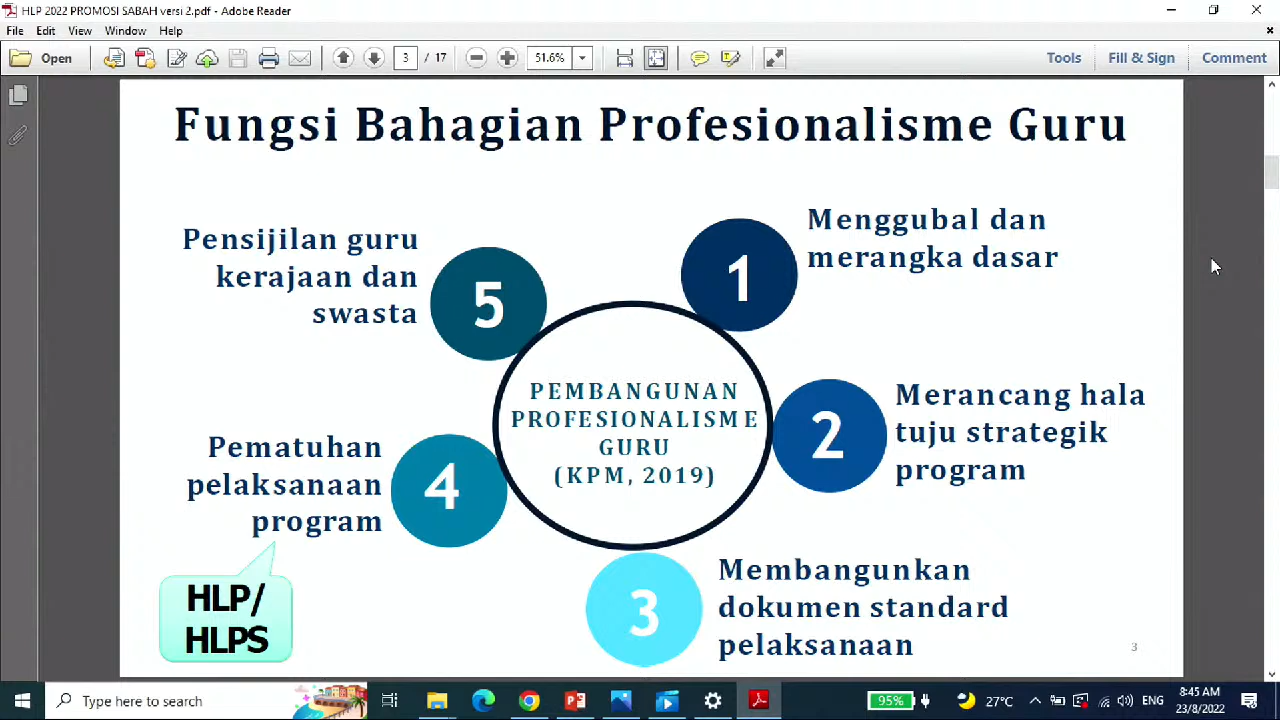 HLP 2022 PROMOSI SABAH versi 2.pdf - Adobe Reader
File Edit View Window Help
Open 3 / 17 51.6% Tools Fill & Sign Comment
Fungsi Bahagian Profesionalisme Guru
1
Menggubal dan
merangka dasar
2
Merancang hala
tuju strategik
program
3
Membangunkan
dokumen standard
pelaksanaan
4
Pematuhan
pelaksanaan
program
5
Pensijilan guru
kerajaan dan
swasta
PEMBANGUNAN
PROFESIONALISME
GURU
(KPM, 2019)
HLP/
HLPS
3
Type here to search
95%
27°C
ENG
8:45 AM
23/8/2022